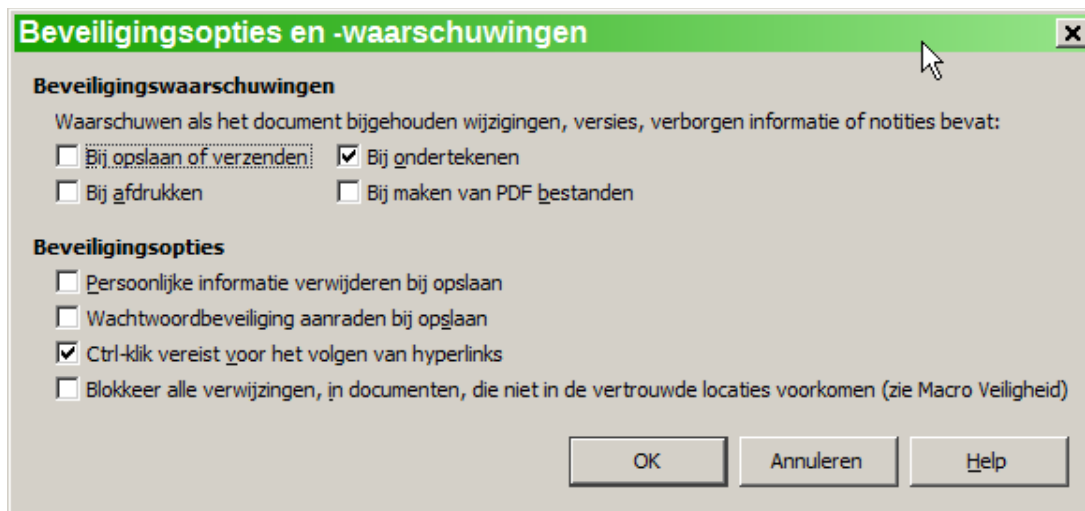 Beveiligingsopties en -waarschuwingen
Beveiligingswaarschuwingen
Waarschuwen als het document bijgehouden wijzigingen, versies, verborgen informatie of notities bevat:
Bij opslaan of verzenden Bij ondertekenen
Bij afdrukken Bij maken van PDF bestanden
Beveiligingsopties
Persoonlijke informatie verwijderen bij opslaan
Wachtwoordbeveiliging aanraden bij opslaan
Ctrl-klik vereist voor het volgen van hyperlinks
Blokkeer alle verwijzingen, in documenten, die niet in de vertrouwde locaties voorkomen (zie Macro Veiligheid)
OK Annuleren Help